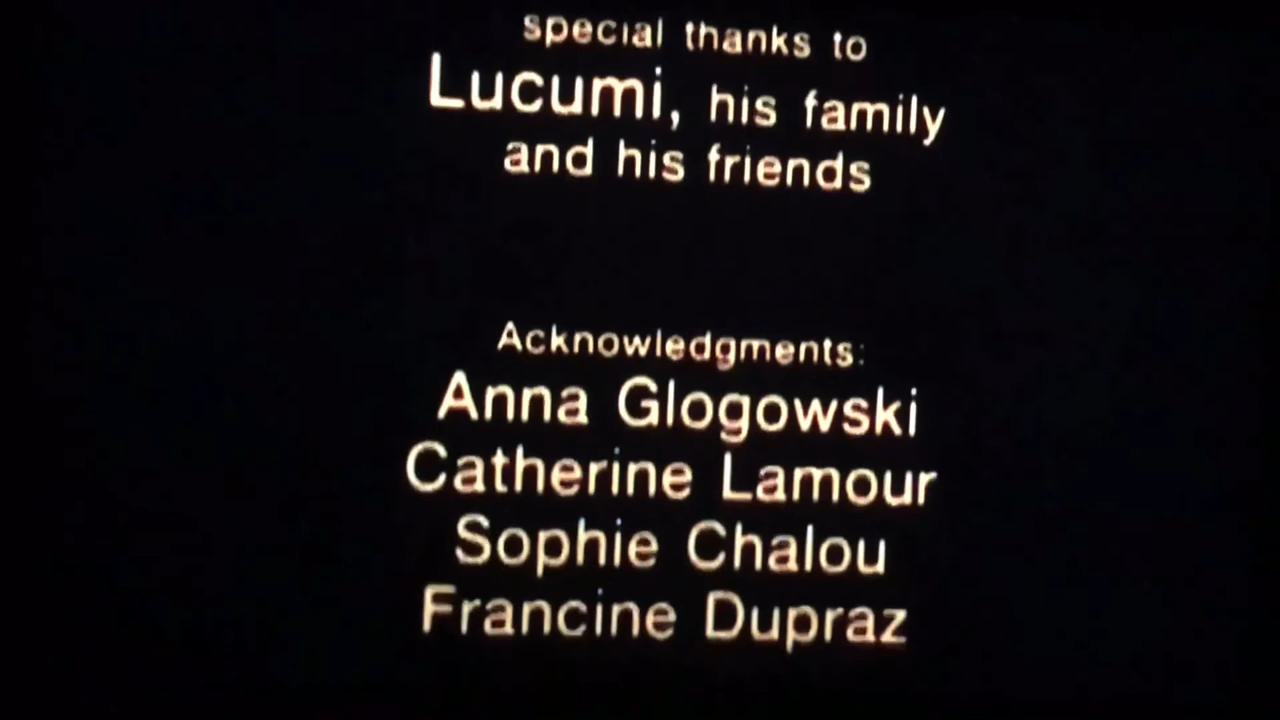 special thanks to
Lucumi, his family
and his friends
Acknowledgments:
Anna Glogowski
Catherine Lamour
Sophie Chalou
Francine Dupraz